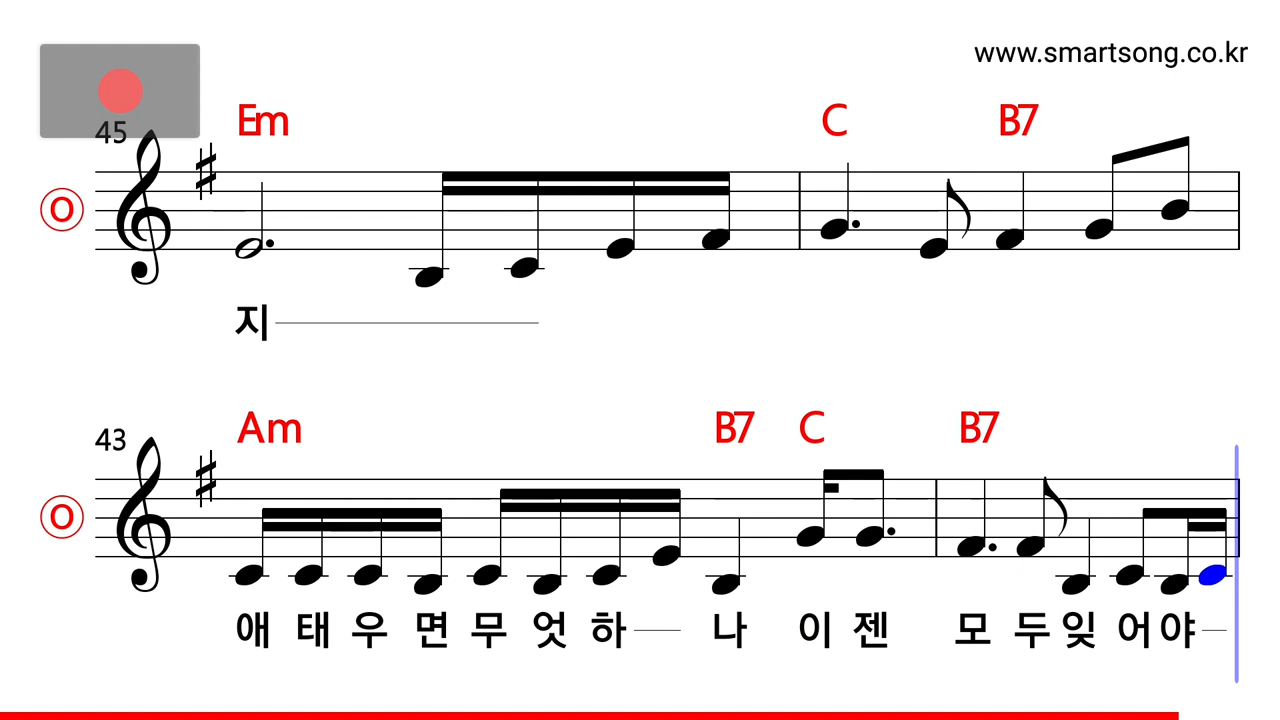 www.smartsong.co.kr
45 Em C B7
O
지
43 Am B7 C B7
O
애 태 우 면 무 엇 하 나 이 젠 모 두 잊 어 야